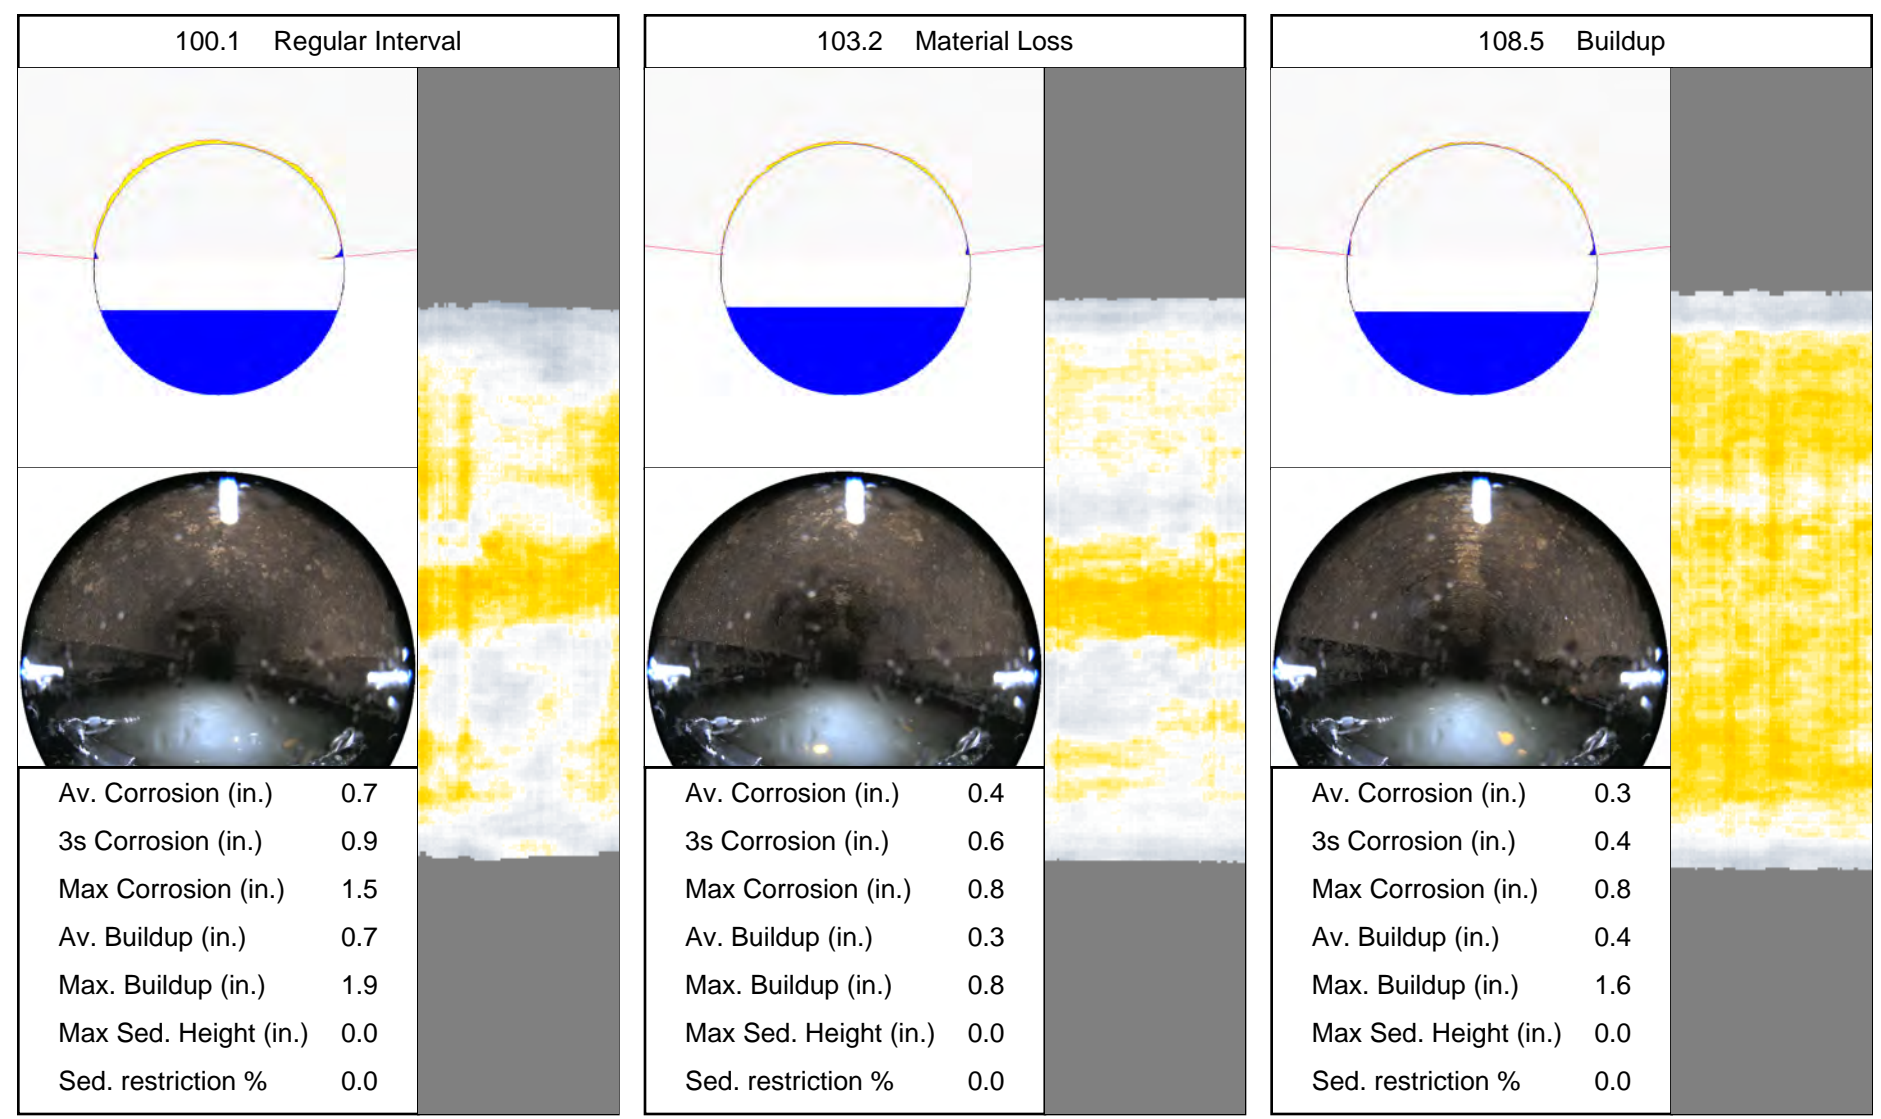 100.1 Regular Interval
Av. Corrosion (in.) 0.7
3s Corrosion (in.) 0.9
Max Corrosion (in.) 1.5
Av. Buildup (in.) 0.7
Max. Buildup (in.) 1.9
Max Sed. Height (in.) 0.0
Sed. restriction % 0.0
103.2 Material Loss
Av. Corrosion (in.) 0.4
3s Corrosion (in.) 0.6
Max Corrosion (in.) 0.8
Av. Buildup (in.) 0.3
Max. Buildup (in.) 0.8
Max Sed. Height (in.) 0.0
Sed. restriction % 0.0
108.5 Buildup
Av. Corrosion (in.) 0.3
3s Corrosion (in.) 0.4
Max Corrosion (in.) 0.8
Av. Buildup (in.) 0.4
Max. Buildup (in.) 1.6
Max Sed. Height (in.) 0.0
Sed. restriction % 0.0